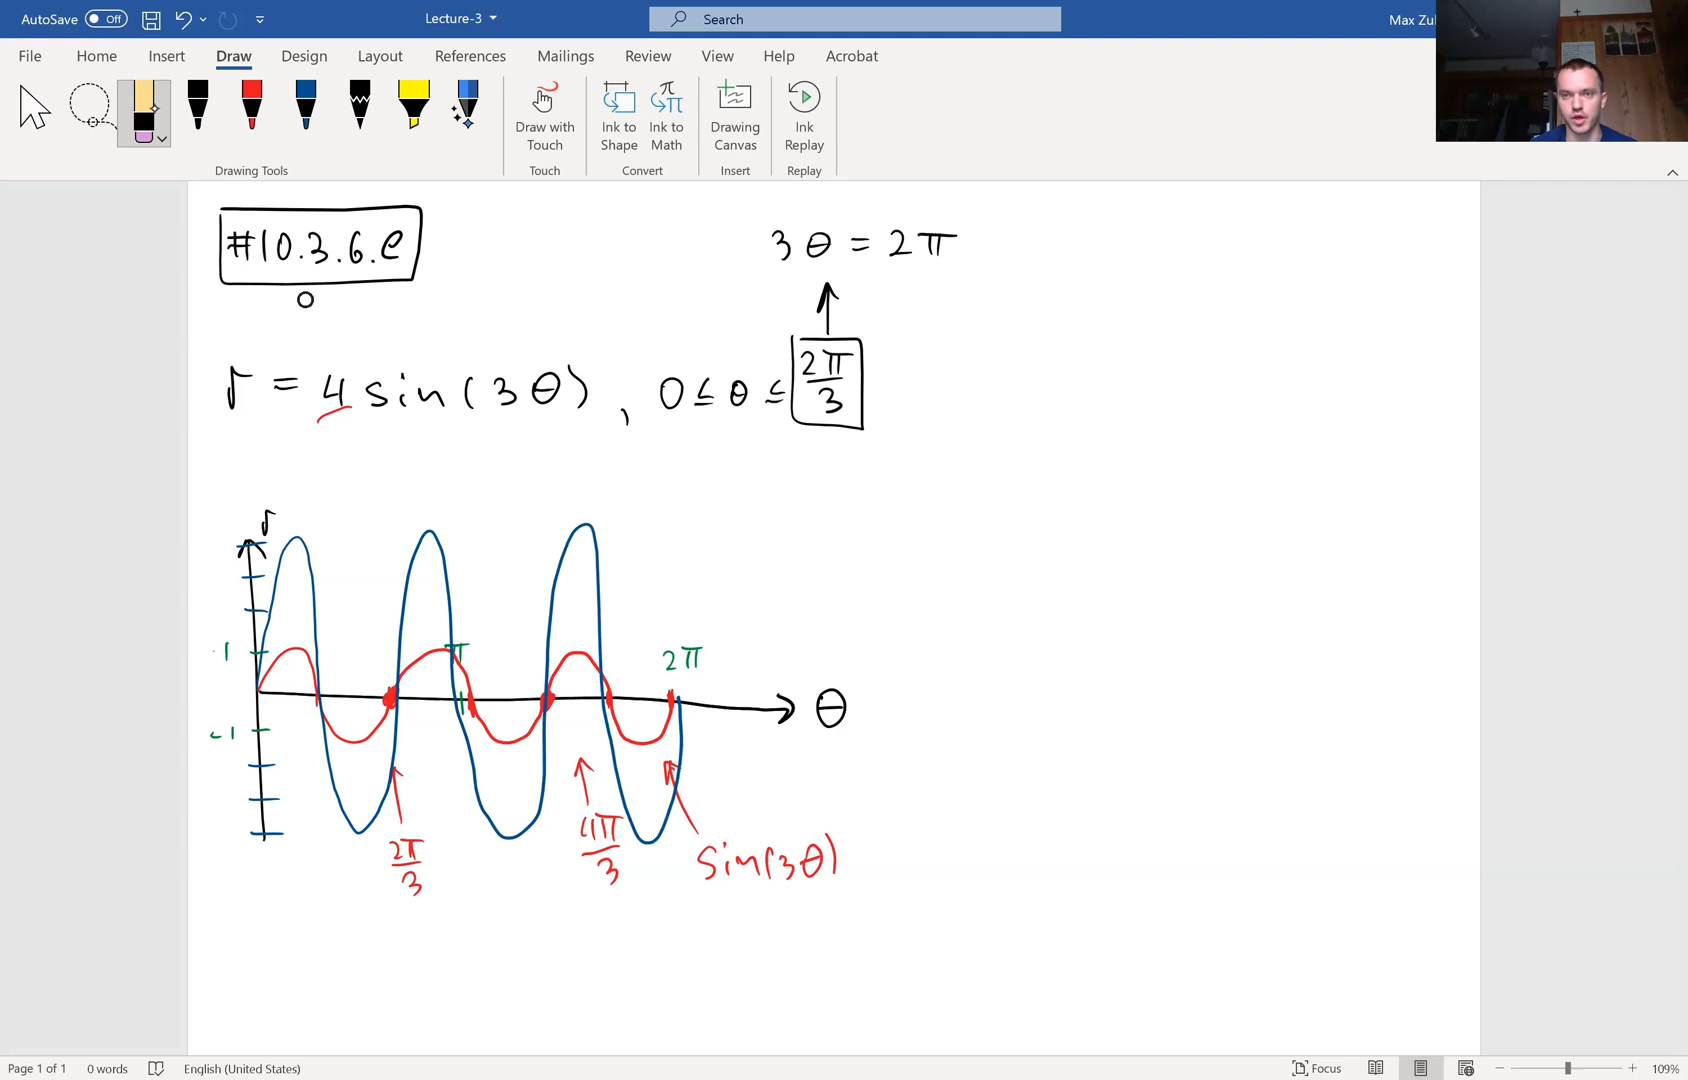 AutoSave Off Lecture-3 Search Max Zul
File Home Insert Draw Design Layout References Mailings Review View Help Acrobat
Draw with Touch
Ink to Shape
Ink to Math
Drawing Canvas
Ink Replay
Drawing Tools Touch Convert Insert Replay
#10.3.6.e
3θ = 2π
r = 4 sin(3θ), 0 ≤ θ ≤ 2π/3
r
1
π
2π
θ
-1
2π/3
4π/3
sin(3θ)
Page 1 of 1 0 words English (United States) Focus 109%